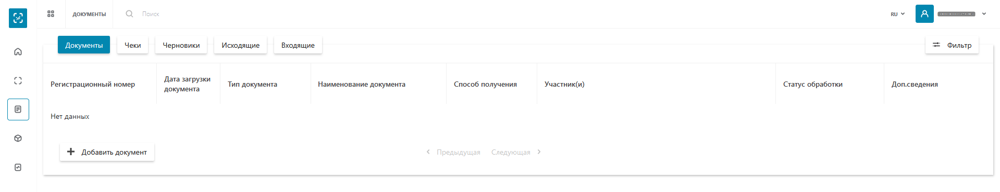 ДОКУМЕНТЫ
Поиск
RU
Документы
Чеки
Черновики
Исходящие
Входящие
Фильтр
Регистрационный номер
Дата загрузки
документа
Тип документа
Наименование документа
Способ получения
Участник(и)
Статус обработки
Доп.сведения
Нет данных
Добавить документ
Предыдущая
Следующая